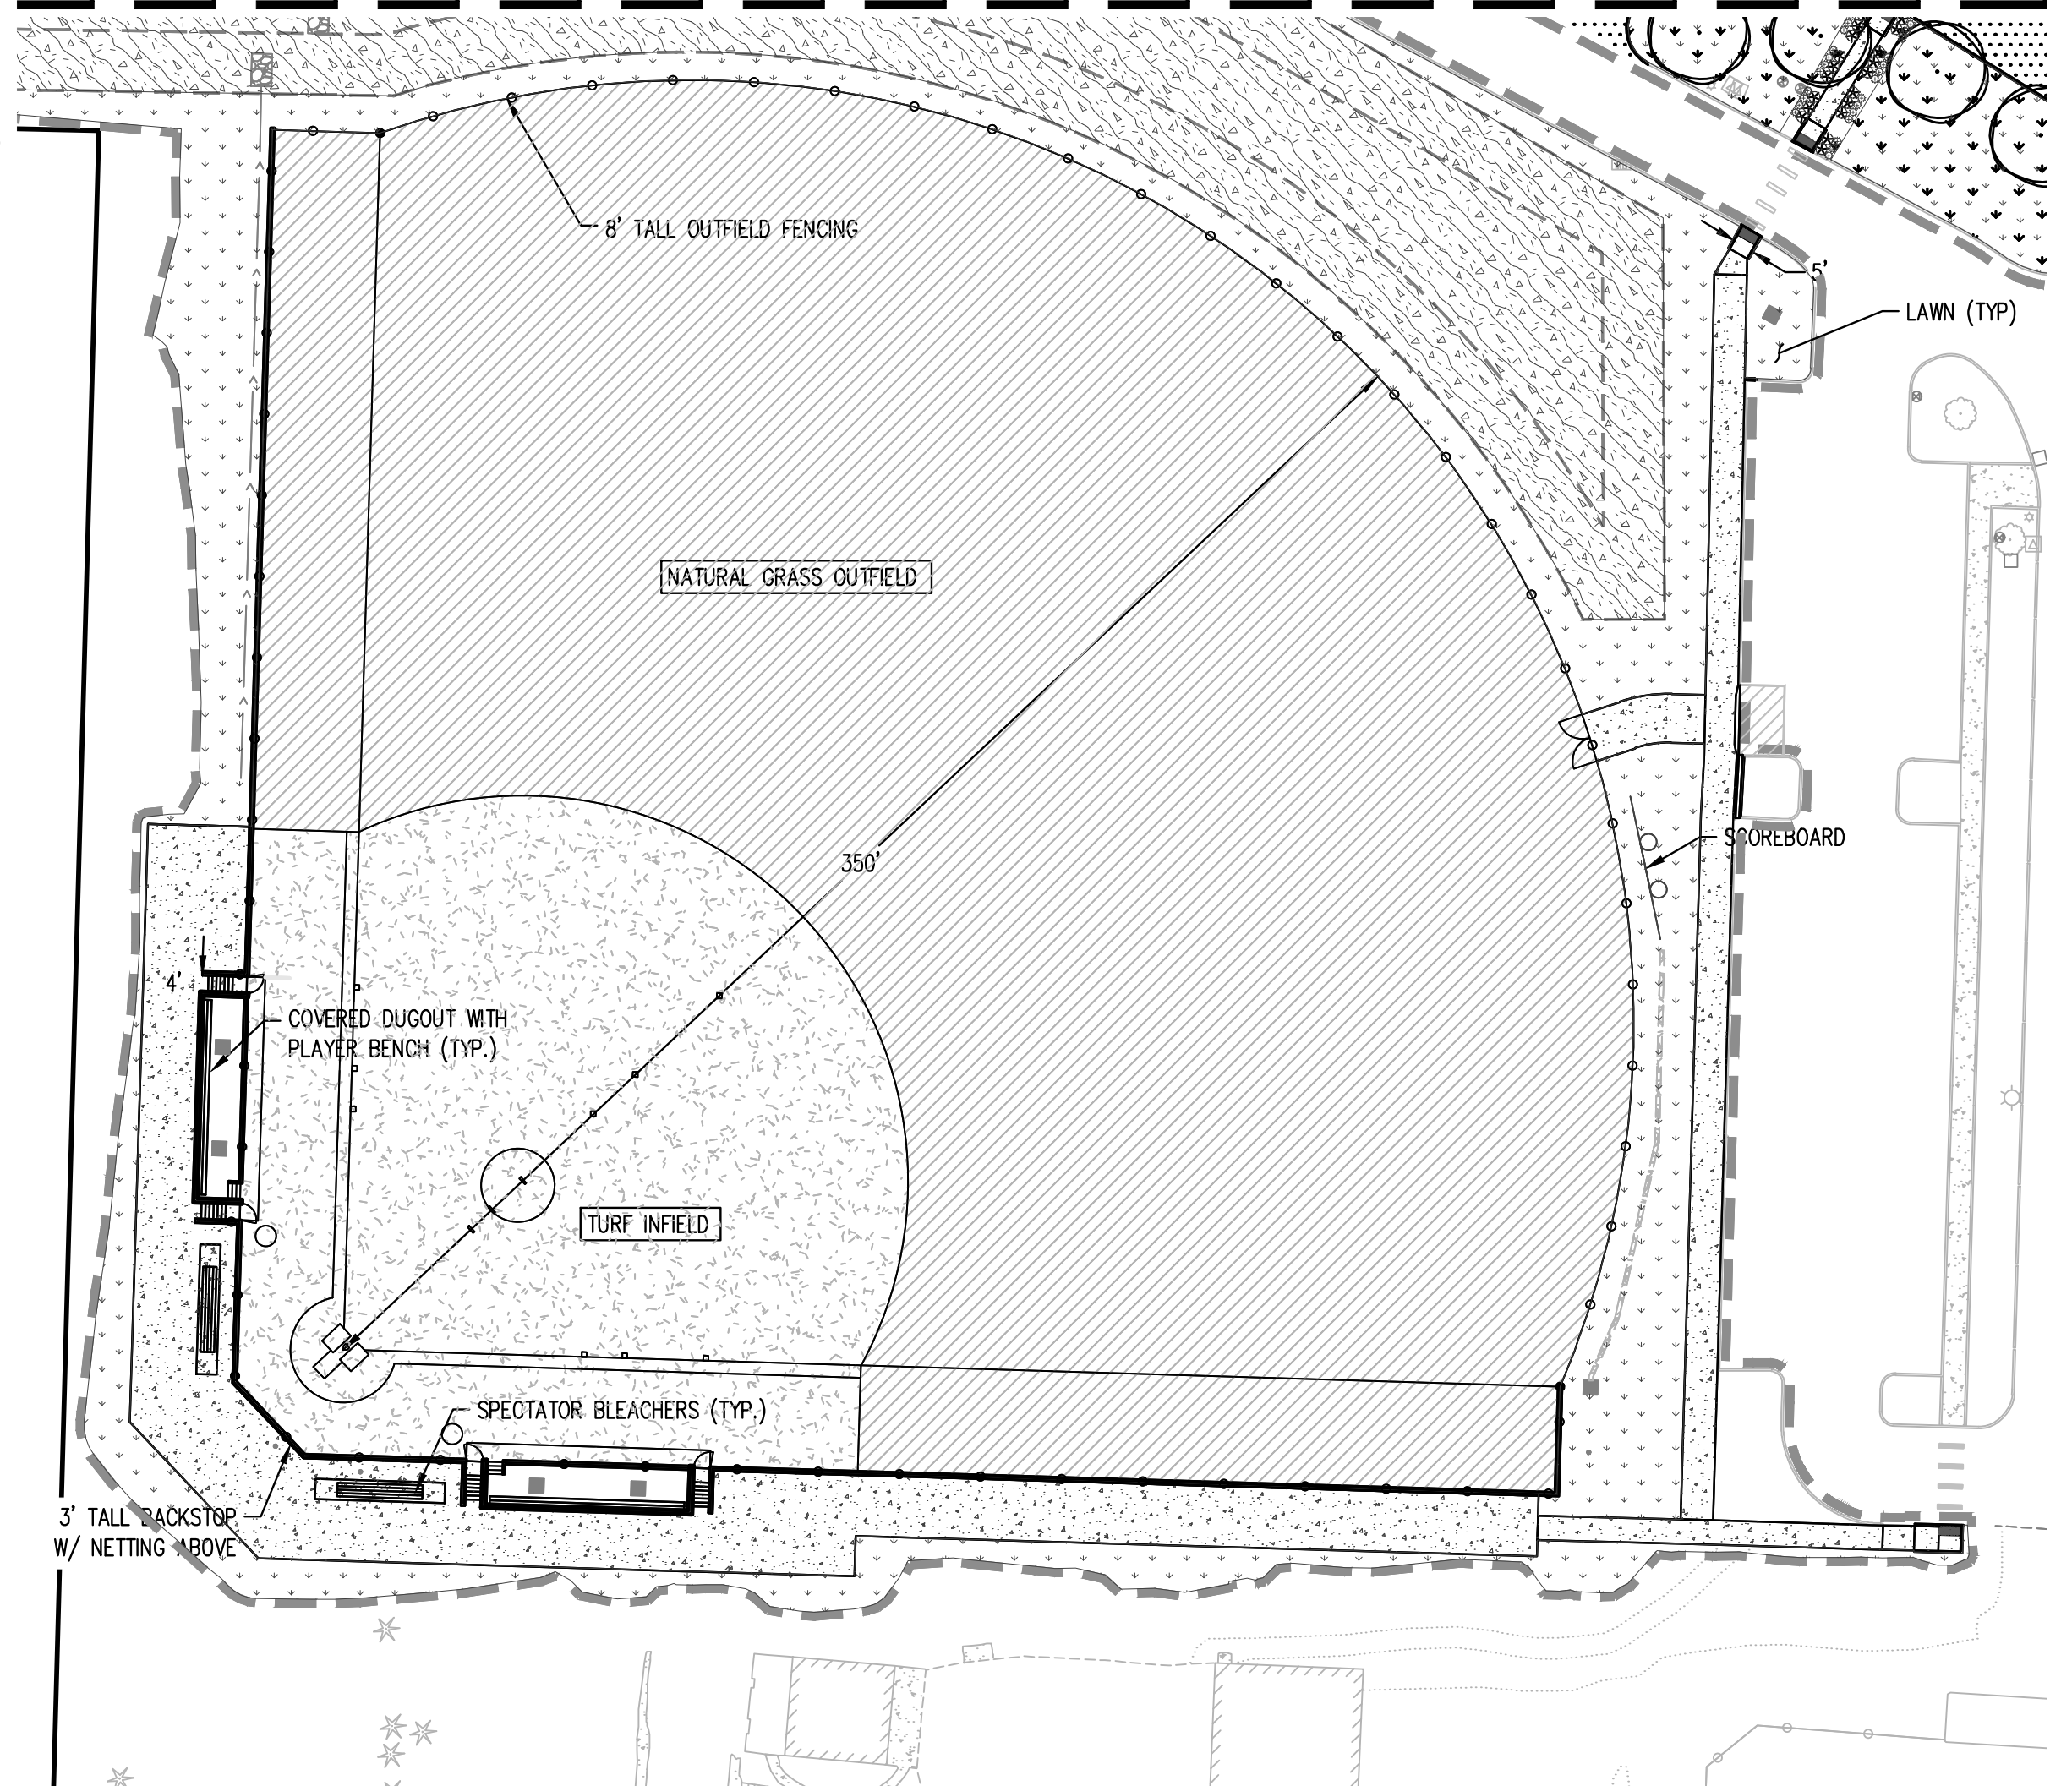 8' TALL OUTFIELD FENCING
5'
LAWN (TYP)
NATURAL GRASS OUTFIELD
350'
SCOREBOARD
4'
COVERED DUGOUT WITH
PLAYER BENCH (TYP.)
TURF INFIELD
SPECTATOR BLEACHERS (TYP.)
3' TALL BACKSTOP
W/ NETTING ABOVE